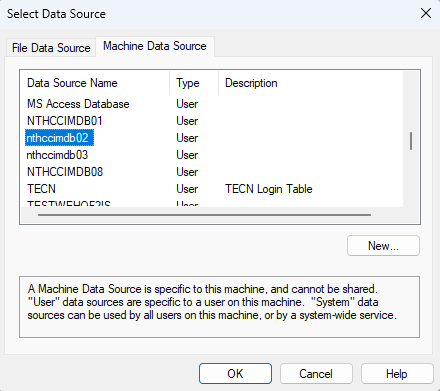 Select Data Source
File Data Source Machine Data Source
Data Source Name Type Description
MS Access Database User
NTHCCIMDB01 User
nthccimdb02 User
nthccimdb03 User
NTHCCIMDB08 User
TECN User TECN Login Table
User
New...
A Machine Data Source is specific to this machine, and cannot be shared.
"User" data sources are specific to a user on this machine. "System" data
sources can be used by all users on this machine, or by a system-wide service.
OK Cancel Help